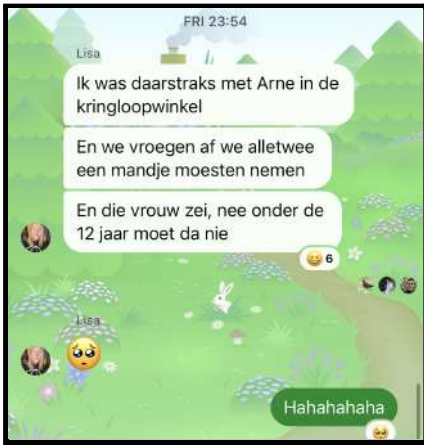 FRI 23:54
Lisa
Ik was daarstraks met Arne in de
kringloopwinkel
En we vroegen af we alletwee
een mandje moesten nemen
En die vrouw zei, nee onder de
12 jaar moet da nie
6
Lisa
Hahahahaha